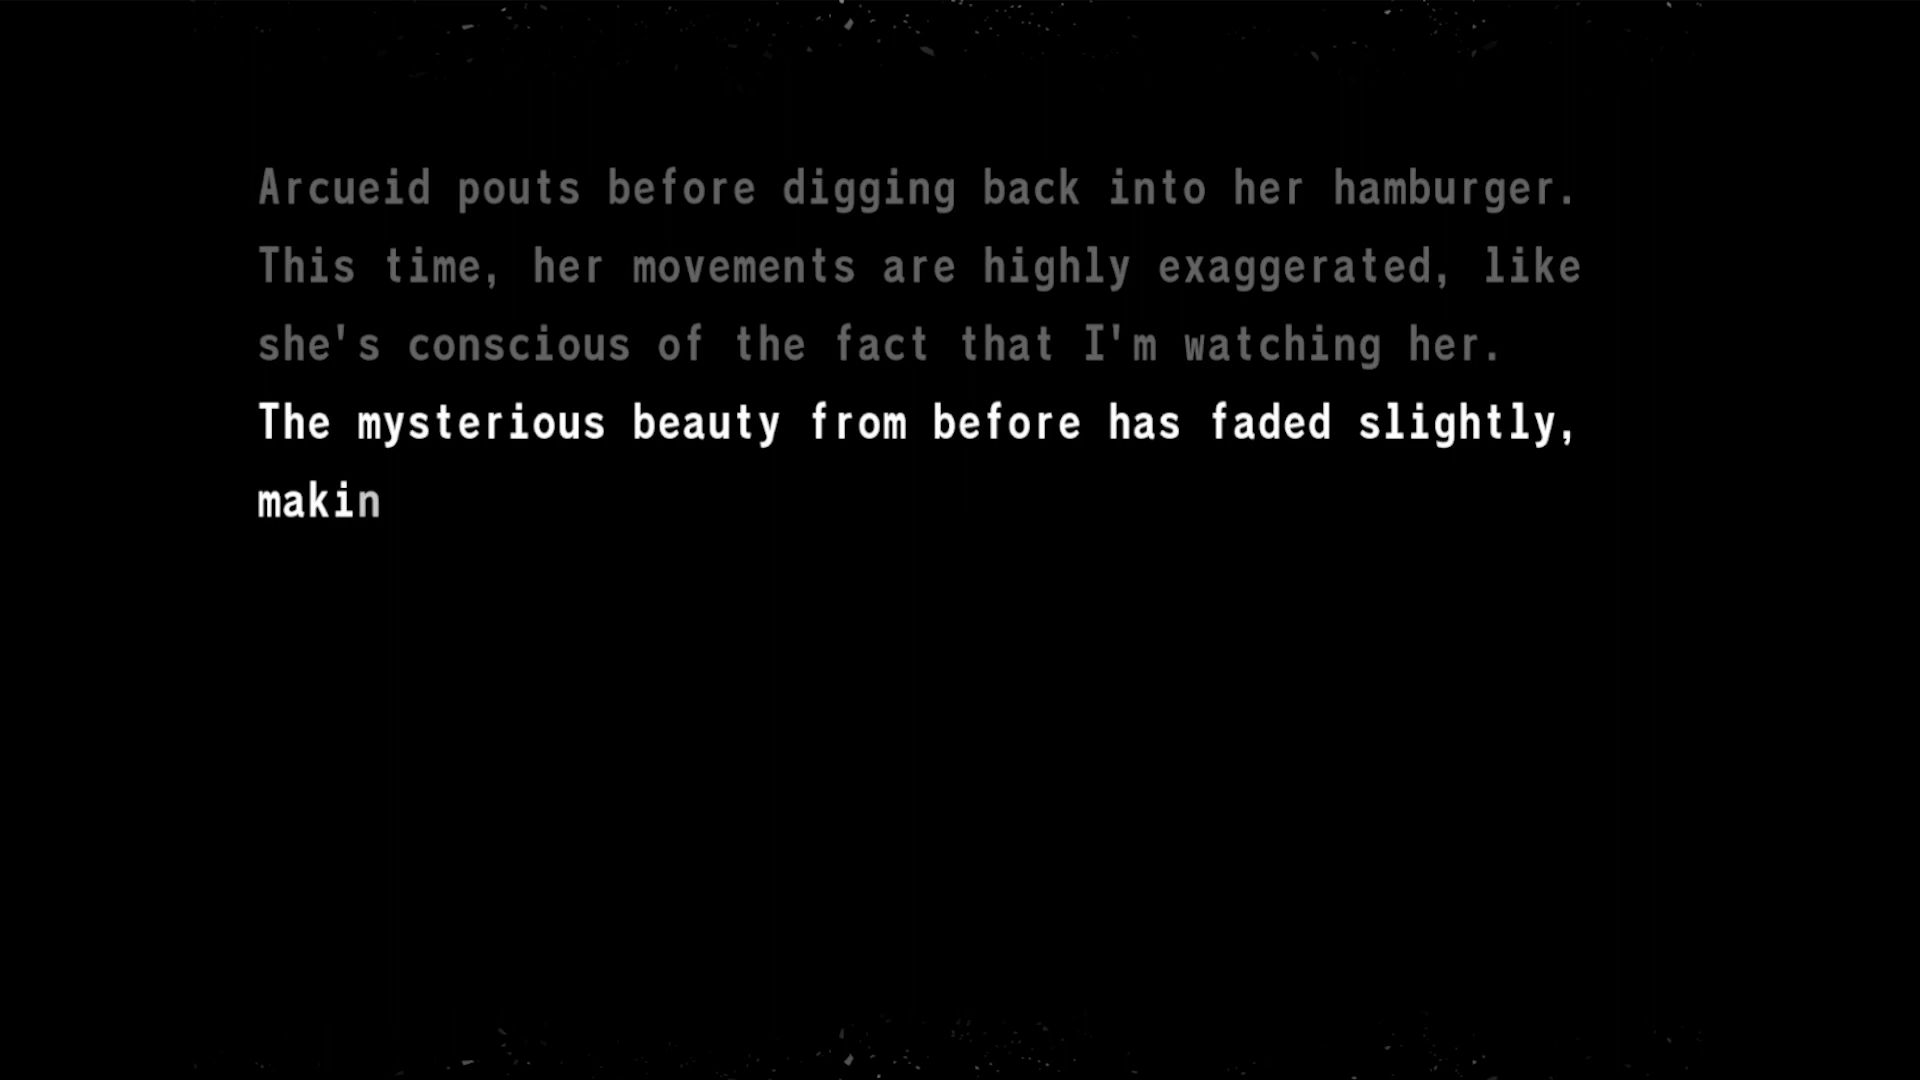 Arcueid pouts before digging back into her hamburger.
This time, her movements are highly exaggerated, like
she's conscious of the fact that I'm watching her.
The mysterious beauty from before has faded slightly,
makin